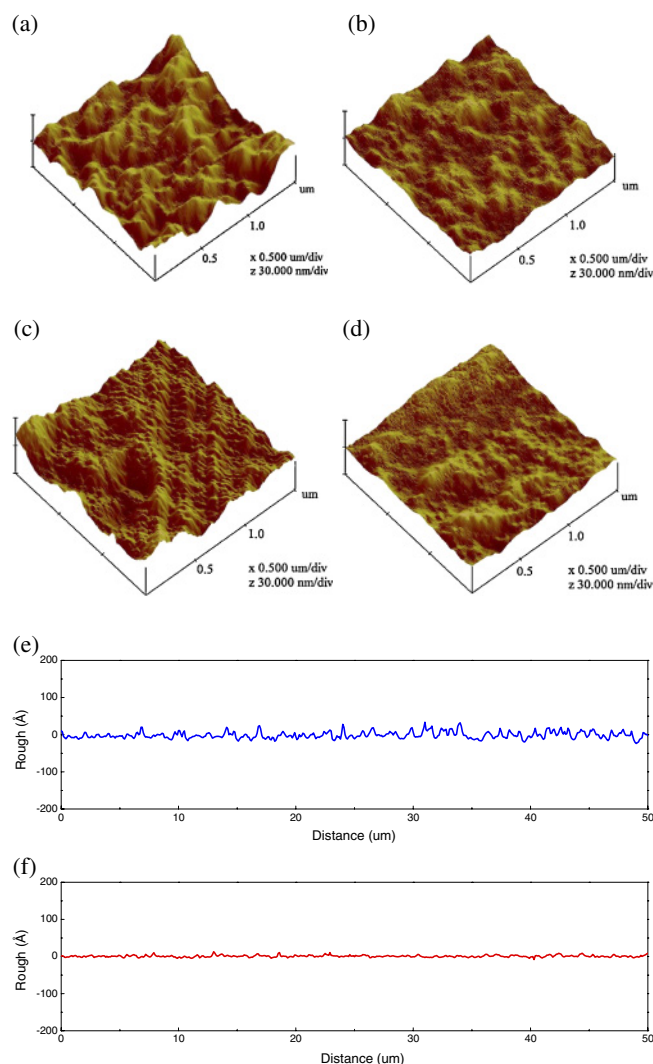 (a)
(b)
um
1.0
0.5
x 0.500 um/div
z 30.000 nm/div
um
1.0
0.5
x 0.500 um/div
z 30.000 nm/div
(c)
(d)
um
1.0
0.5
x 0.500 um/div
z 30.000 nm/div
um
1.0
0.5
x 0.500 um/div
z 30.000 nm/div
(e)
200
100
0
-100
-200
Rough (Å)
0 10 20 30 40 50
Distance (um)
(f)
200
100
0
-100
-200
Rough (Å)
0 10 20 30 40 50
Distance (um)